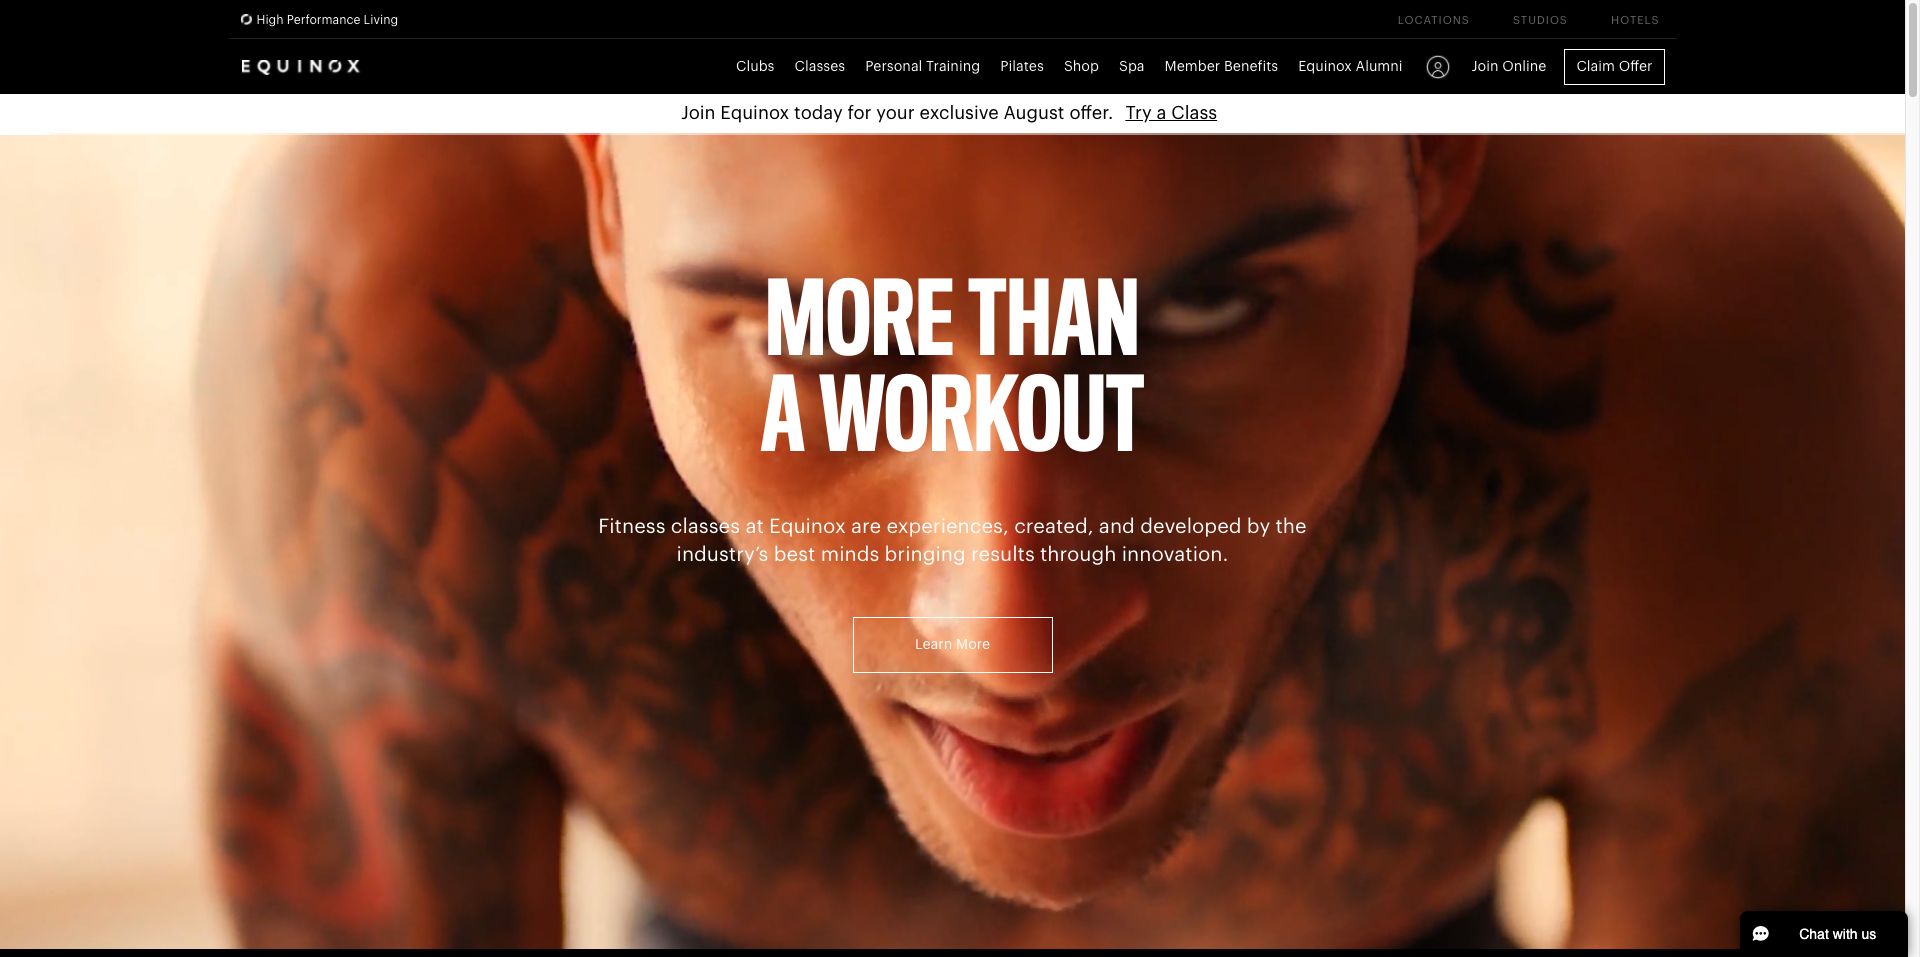 High Performance Living
LOCATIONS STUDIOS HOTELS
EQUINOX
Clubs Classes Personal Training Pilates Shop Spa Member Benefits Equinox Alumni Join Online Claim Offer
Join Equinox today for your exclusive August offer. Try a Class
MORE THAN
A WORKOUT
Fitness classes at Equinox are experiences, created, and developed by the
industry’s best minds bringing results through innovation.
Learn More
Chat with us